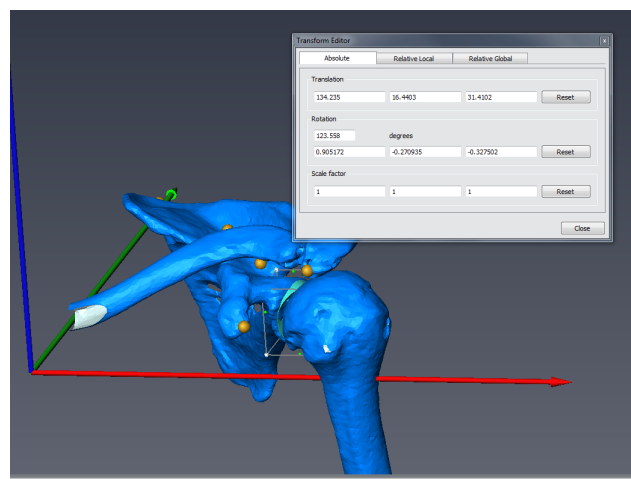 Transform Editor
x
Absolute Relative Local Relative Global
Translation
134.235 16.4403 31.4102 Reset
Rotation
123.558 degrees
0.905172 -0.270935 -0.327502 Reset
Scale factor
1 1 1 Reset
Close